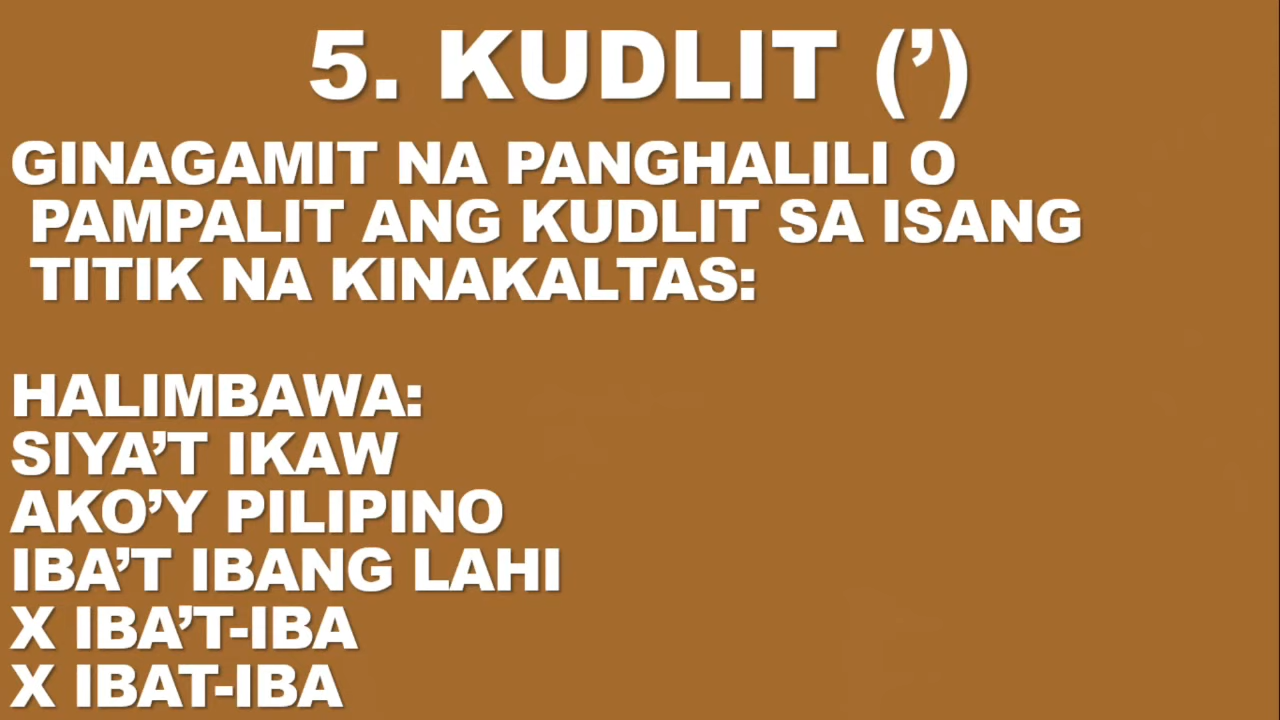 5. KUDLIT (’)
GINAGAMIT NA PANGHALILI O
PAMPALIT ANG KUDLIT SA ISANG
TITIK NA KINAKALTAS:
HALIMBAWA:
SIYA’T IKAW
AKO’Y PILIPINO
IBA’T IBANG LAHI
X IBA’T-IBA
X IBAT-IBA